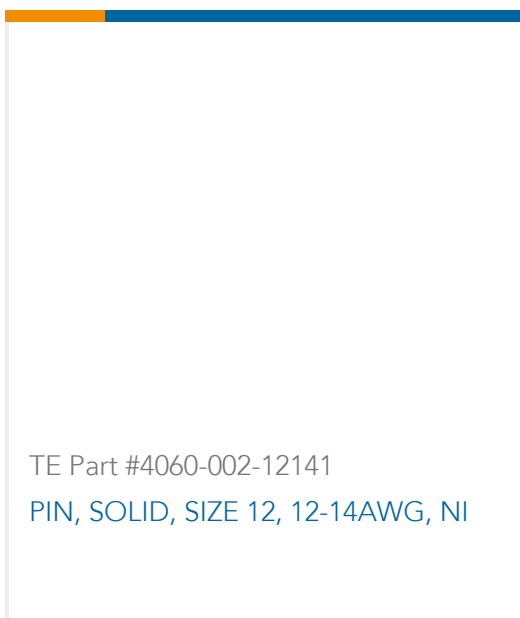 TE Part #4060-002-12141
PIN, SOLID, SIZE 12, 12-14AWG, NI